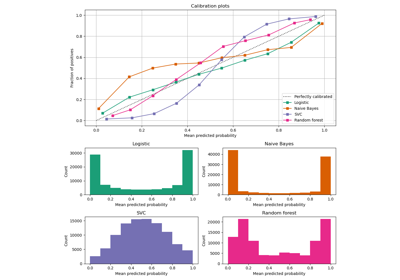 Calibration plots
1.0
0.8
0.6
0.4
0.2
0.0
Fraction of positives
Perfectly calibrated
Logistic
Naive Bayes
SVC
Random forest
0.0 0.2 0.4 0.6 0.8 1.0
Mean predicted probability
Logistic
30000
20000
10000
0
Count
0.0 0.2 0.4 0.6 0.8 1.0
Mean predicted probability
Naive Bayes
40000
30000
20000
10000
0
Count
0.0 0.2 0.4 0.6 0.8 1.0
Mean predicted probability
SVC
15000
10000
5000
0
Count
0.0 0.2 0.4 0.6 0.8 1.0
Mean predicted probability
Random forest
20000
15000
10000
5000
0
Count
0.0 0.2 0.4 0.6 0.8 1.0
Mean predicted probability